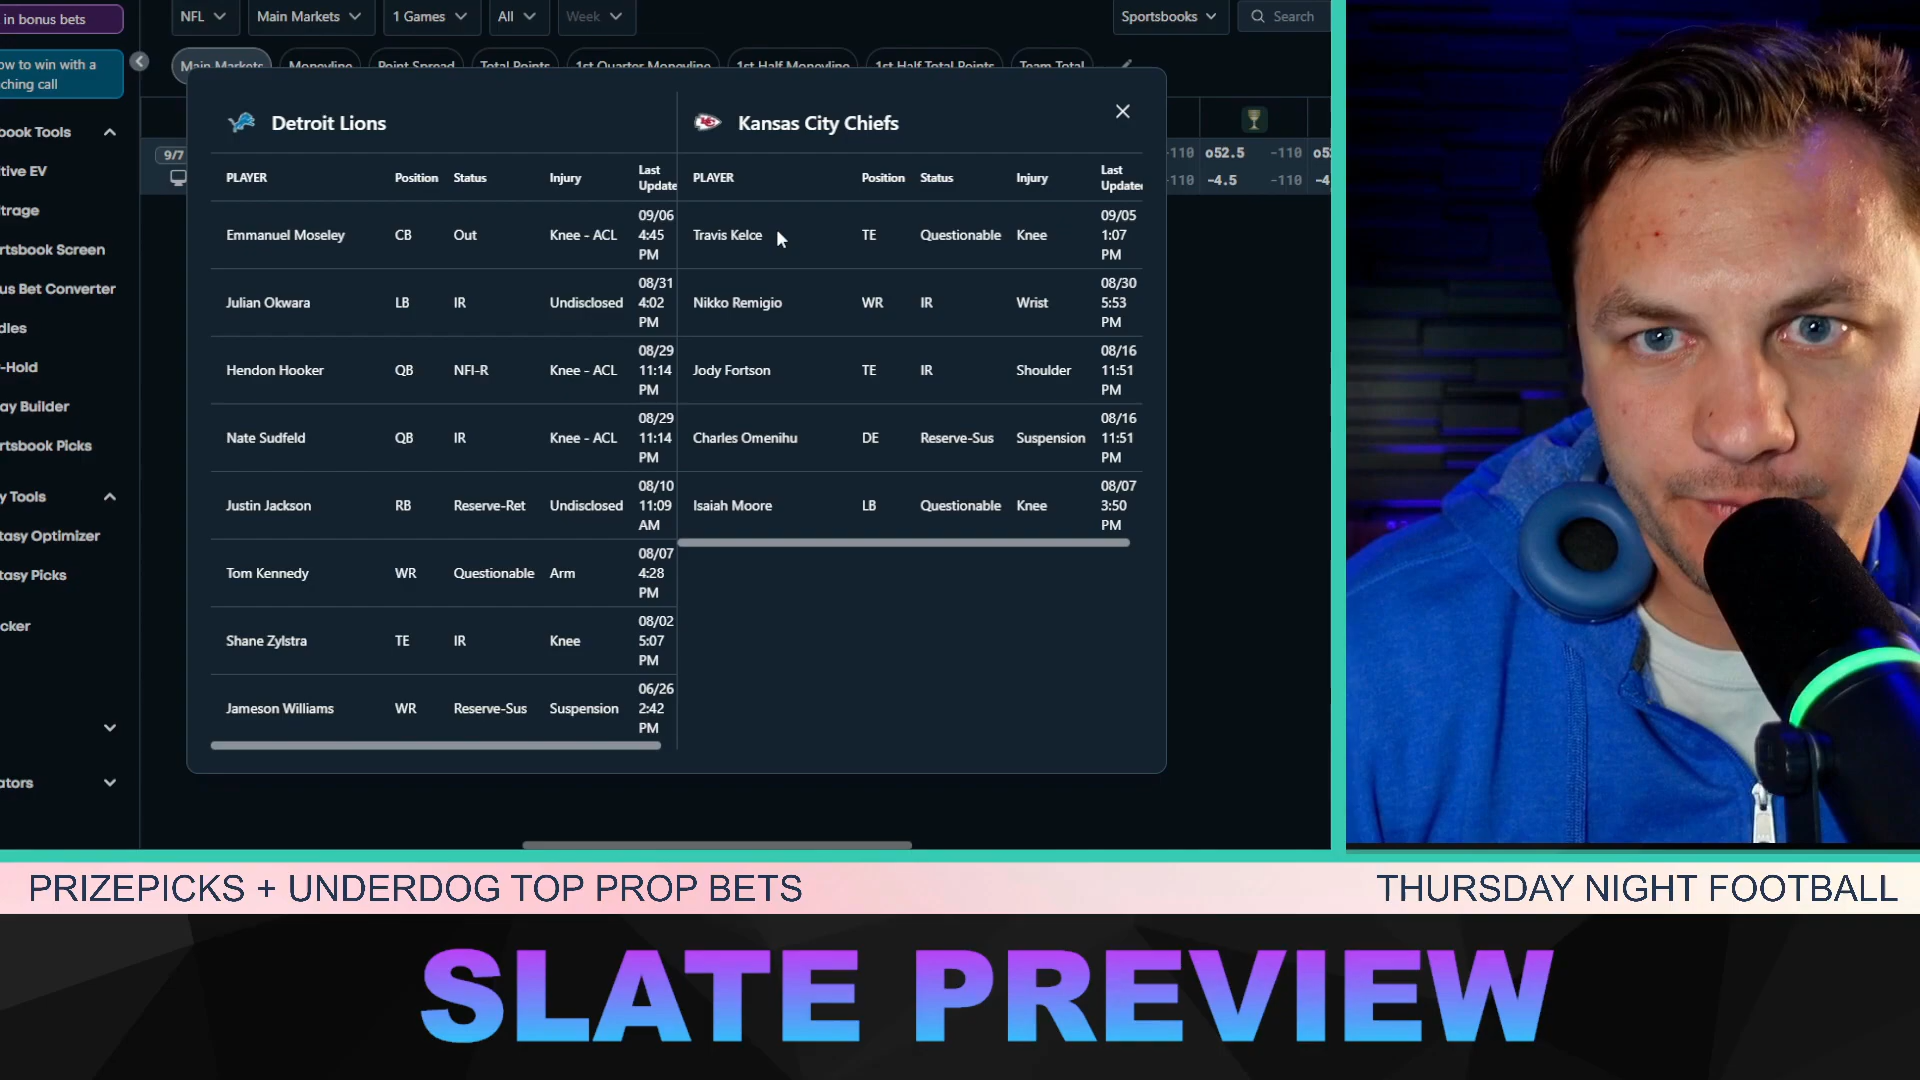 in bonus bets
NFL
Main Markets
1 Games
All
Week
Sportsbooks
Search
ow to win with a
ching call
Main Markets
Moneyline
Point Spread
Total Points
1st Quarter Moneyline
1st Half Moneyline
1st Half Total Points
Team Total
book Tools
tive EV
trage
rtsbook Screen
us Bet Converter
dles
-Hold
ay Builder
rtsbook Picks
y Tools
tasy Optimizer
tasy Picks
cker
ators
9/7
Detroit Lions
PLAYER Position Status Injury Last Update
Emmanuel Moseley CB Out Knee - ACL 09/06 4:45 PM
Julian Okwara LB IR Undisclosed 08/31 4:02 PM
Hendon Hooker QB NFI-R Knee - ACL 08/29 11:14 PM
Nate Sudfeld QB IR Knee - ACL 08/29 11:14 PM
Justin Jackson RB Reserve-Ret Undisclosed 08/10 11:09 AM
Tom Kennedy WR Questionable Arm 08/07 4:28 PM
Shane Zylstra TE IR Knee 08/02 5:07 PM
Jameson Williams WR Reserve-Sus Suspension 06/26 2:42 PM
Kansas City Chiefs
PLAYER Position Status Injury Last Updated
Travis Kelce TE Questionable Knee 09/05 1:07 PM
Nikko Remigio WR IR Wrist 08/30 5:53 PM
Jody Fortson TE IR Shoulder 08/16 11:51 PM
Charles Omenihu DE Reserve-Sus Suspension 08/16 11:51 PM
Isaiah Moore LB Questionable Knee 08/07 3:50 PM
-110 o52.5 -110 o5
-110 -4.5 -110 -4
PRIZEPICKS + UNDERDOG TOP PROP BETS
THURSDAY NIGHT FOOTBALL
SLATE PREVIEW